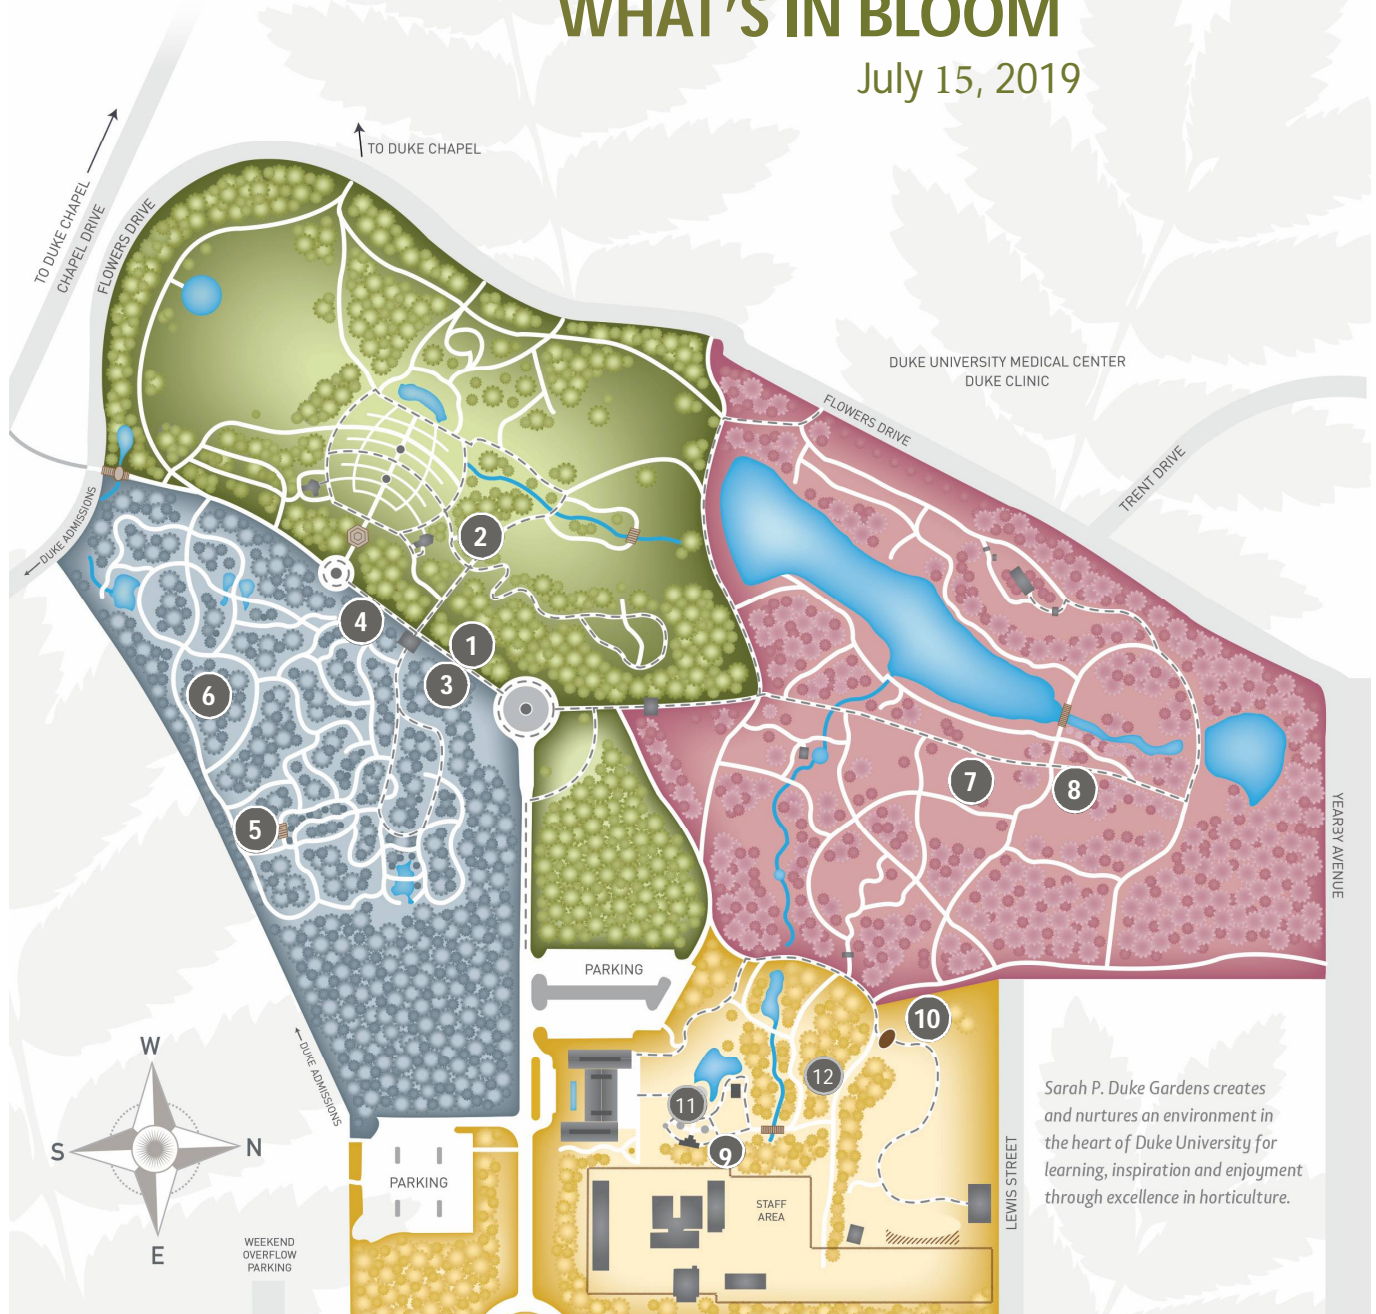 WHAT'S IN BLOOM
July 15, 2019
TO DUKE CHAPEL
TO DUKE CHAPEL
CHAPEL DRIVE
FLOWERS DRIVE
DUKE UNIVERSITY MEDICAL CENTER
DUKE CLINIC
FLOWERS DRIVE
TRENT DRIVE
DUKE ADMISSIONS
2
4
1
3
6
7
8
5
YEARBY AVENUE
PARKING
10
12
11
9
DUKE ADMISSIONS
W
S
N
E
PARKING
STAFF
AREA
LEWIS STREET
WEEKEND
OVERFLOW
PARKING
Sarah P. Duke Gardens creates
and nurtures an environment in
the heart of Duke University for
learning, inspiration and enjoyment
through excellence in horticulture.